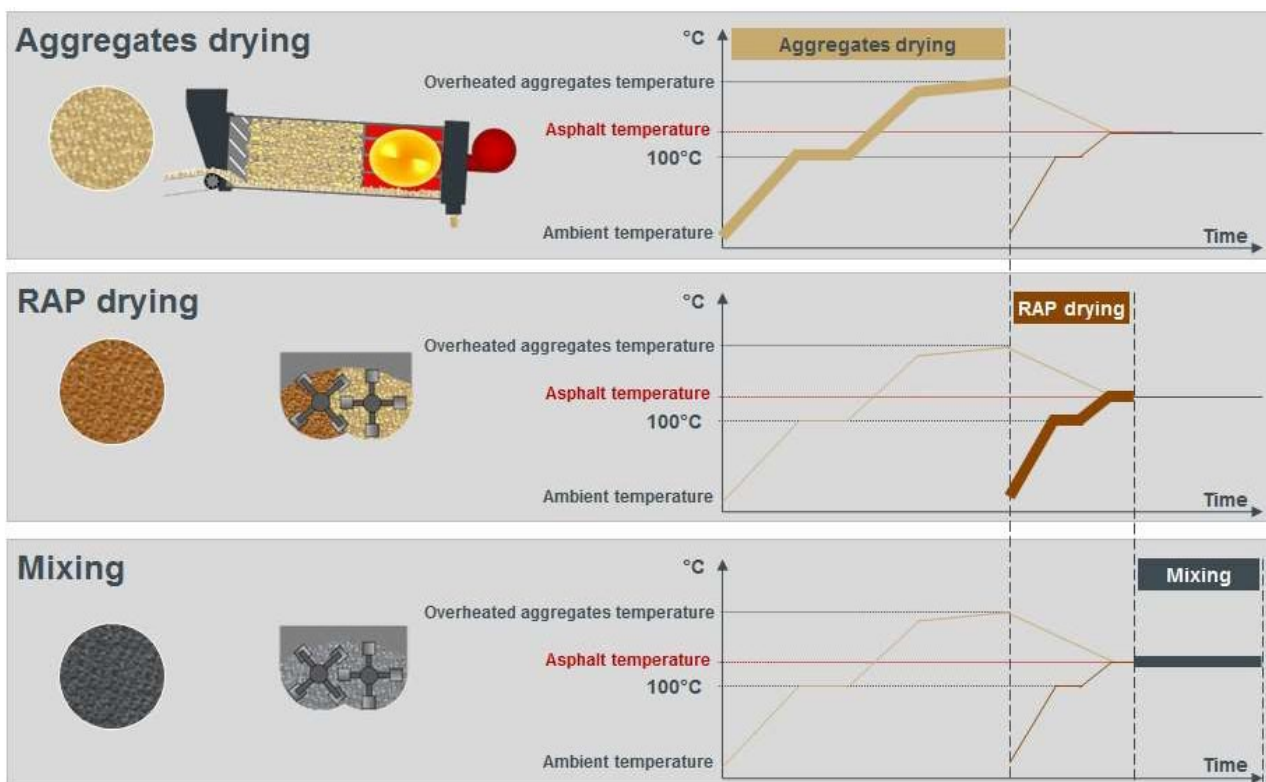 Aggregates drying
°C
Aggregates drying
Overheated aggregates temperature
Asphalt temperature
100°C
Ambient temperature
Time
RAP drying
°C
RAP drying
Overheated aggregates temperature
Asphalt temperature
100°C
Ambient temperature
Time
Mixing
°C
Mixing
Overheated aggregates temperature
Asphalt temperature
100°C
Ambient temperature
Time